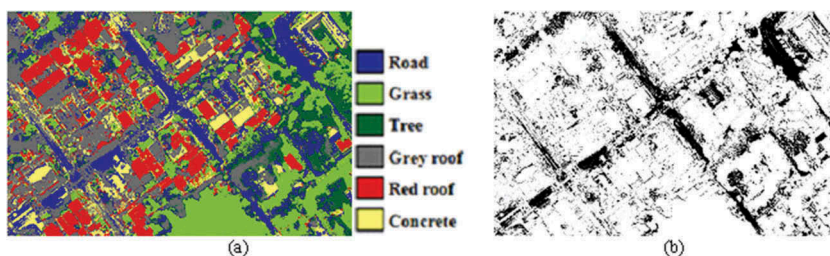 Road
Grass
Tree
Grey roof
Red roof
Concrete
(a)
(b)